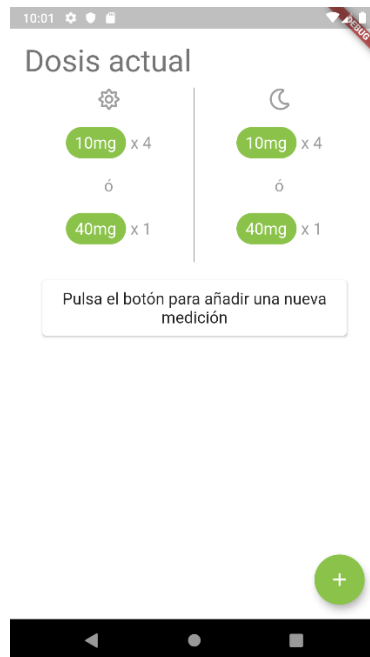 10:01
DEBUG
Dosis actual
10mg x 4
10mg x 4
ó
ó
40mg x 1
40mg x 1
Pulsa el botón para añadir una nueva
medición
+